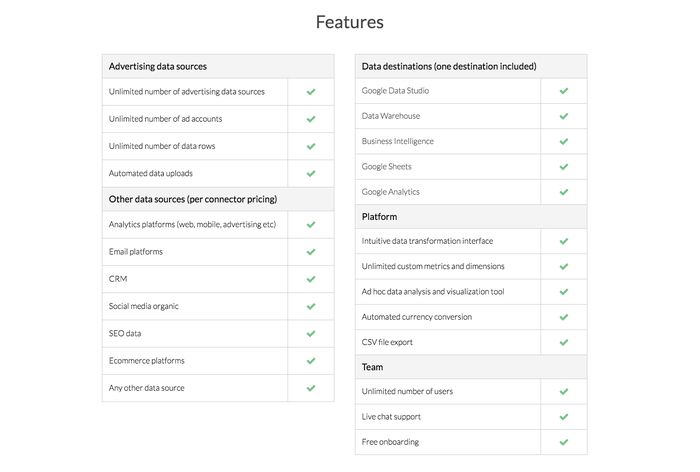 Features
Advertising data sources
Unlimited number of advertising data sources
Unlimited number of ad accounts
Unlimited number of data rows
Automated data uploads
Other data sources (per connector pricing)
Analytics platforms (web, mobile, advertising etc)
Email platforms
CRM
Social media organic
SEO data
Ecommerce platforms
Any other data source
Data destinations (one destination included)
Google Data Studio
Data Warehouse
Business Intelligence
Google Sheets
Google Analytics
Platform
Intuitive data transformation interface
Unlimited custom metrics and dimensions
Ad hoc data analysis and visualization tool
Automated currency conversion
CSV file export
Team
Unlimited number of users
Live chat support
Free onboarding